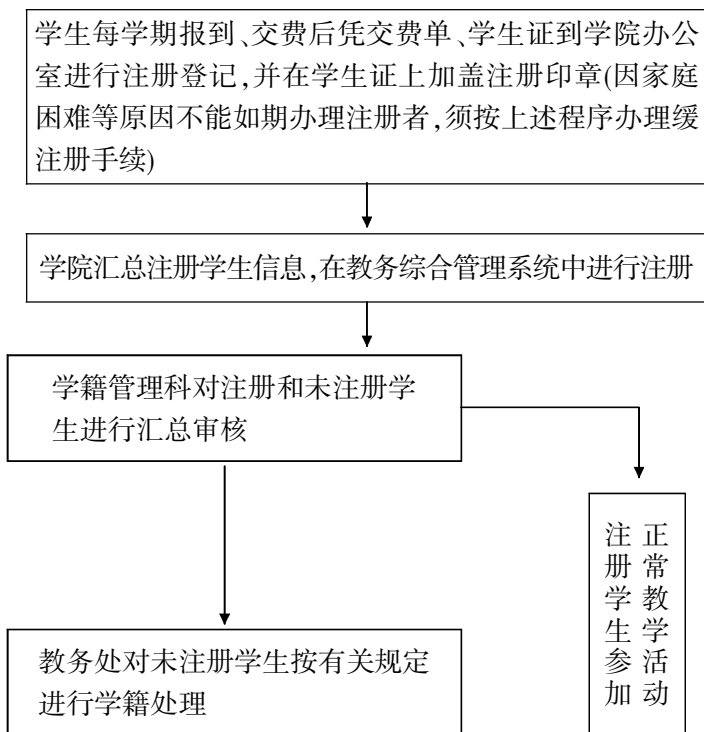 学生每学期报到、交费后凭交费单、学生证到学院办公
室进行注册登记,并在学生证上加盖注册印章(因家庭
困难等原因不能如期办理注册者,须按上述程序办理缓
注册手续)
学院汇总注册学生信息,在教务综合管理系统中进行注册
学籍管理科对注册和未注册学
生进行汇总审核
注册学生参加
正常教学活动
教务处对未注册学生按有关规定
进行学籍处理